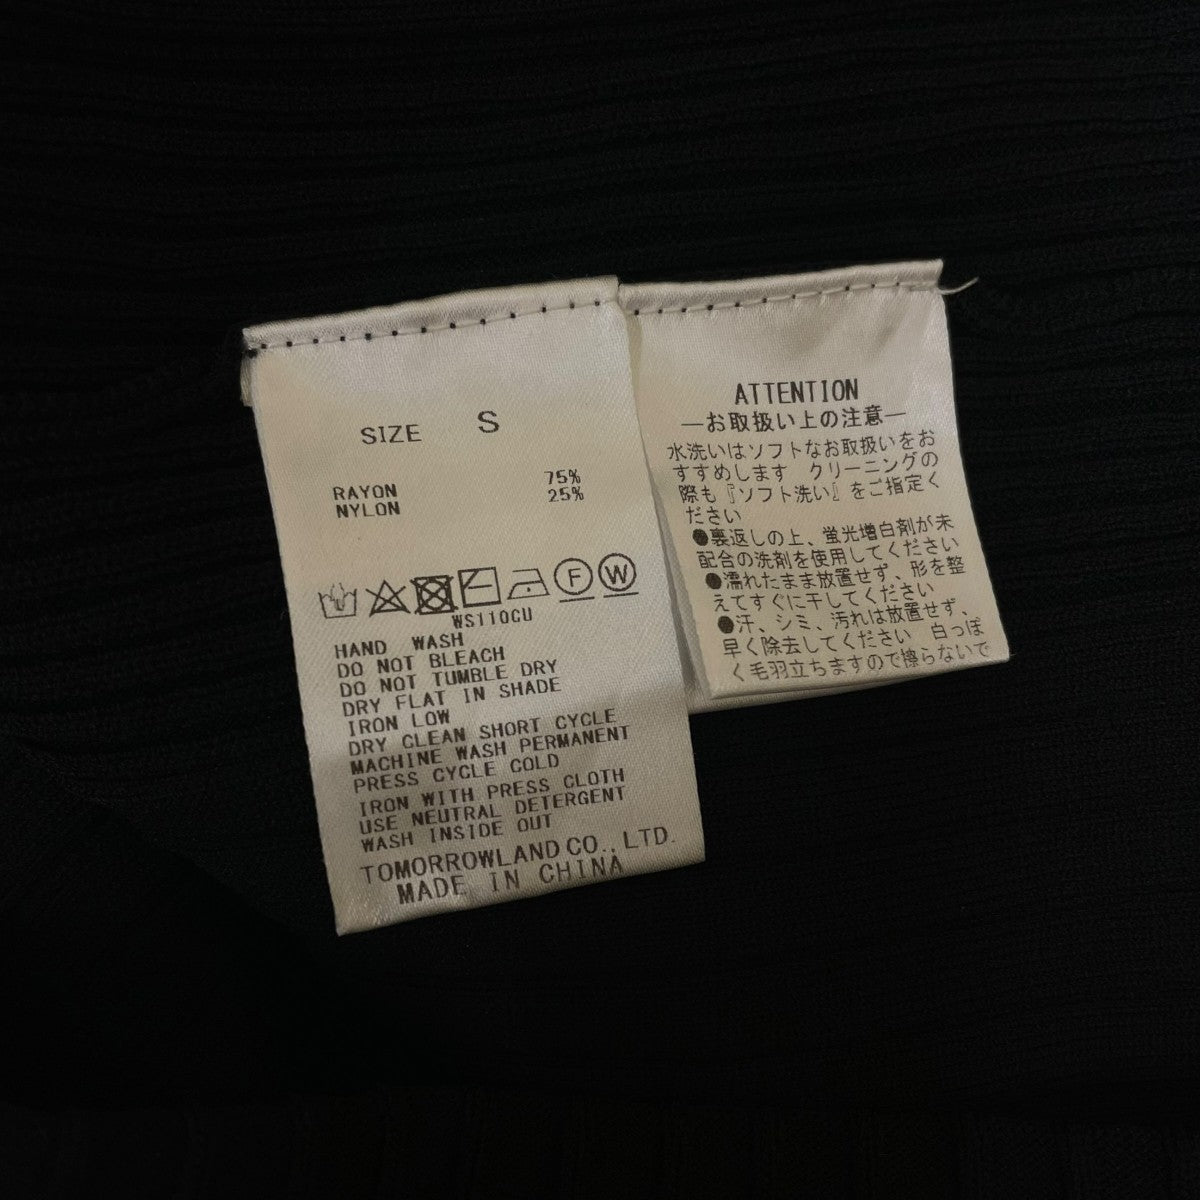 SIZE S
RAYON 75%
NYLON 25%
F W
WS110CU
HAND WASH
DO NOT BLEACH
DO NOT TUMBLE DRY
DRY FLAT IN SHADE
IRON LOW
DRY CLEAN SHORT CYCLE
MACHINE WASH PERMANENT
PRESS CYCLE COLD
IRON WITH PRESS CLOTH
USE NEUTRAL DETERGENT
WASH INSIDE OUT
TOMORROWLAND CO., LTD.
MADE IN CHINA
ATTENTION
―お取扱い上の注意―
水洗いはソフトなお取扱いをお
すすめします クリーニングの
際も『ソフト洗い』をご指定く
ださい
●裏返しの上、蛍光増白剤が未
配合の洗剤を使用してください
●濡れたまま放置せず、形を整
えてすぐに干してください
●汗、シミ、汚れは放置せず、
早く除去してください 白っぽ
く毛羽立ちますので擦らないで